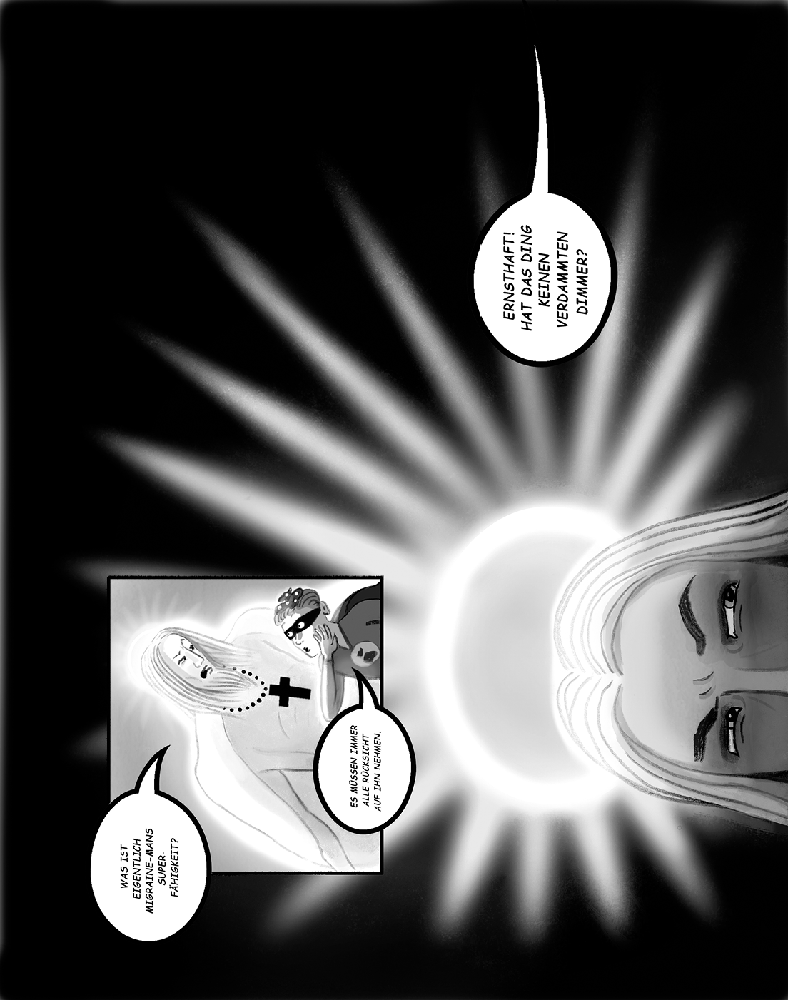 WAS IST
EIGENTLICH
MIGRAINE-MANS
SUPER-
FÄHIGKEIT?
ES MÜSSEN IMMER
ALLE RÜCKSICHT
AUF IHN NEHMEN.
ERNSTHAFT!
HAT DAS DING
KEINEN
VERDAMMTEN
DIMMER?